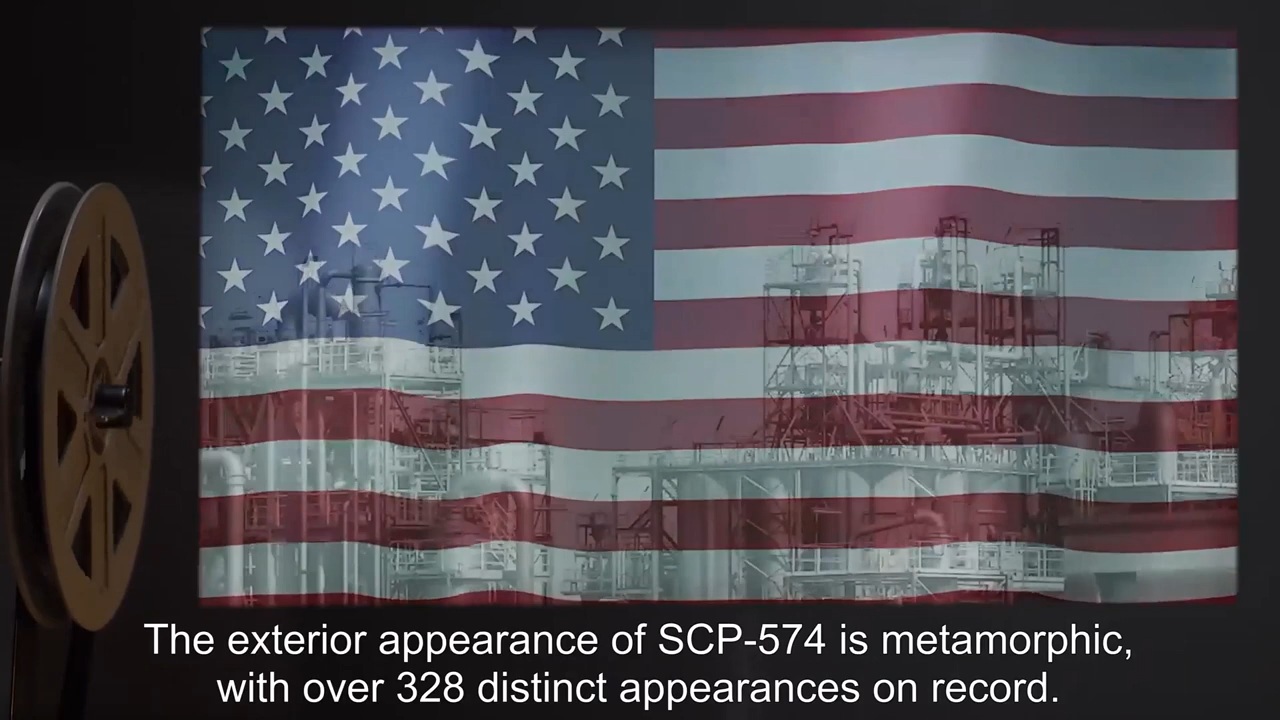 The exterior appearance of SCP-574 is metamorphic,
with over 328 distinct appearances on record.